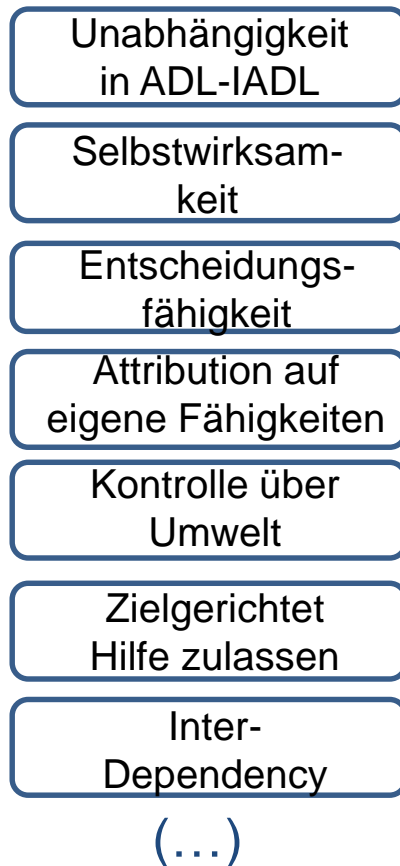 Unabhängigkeit
in ADL-IADL
Selbstwirksam-
keit
Entscheidungs-
fähigkeit
Attribution auf
eigene Fähigkeiten
Kontrolle über
Umwelt
Zielgerichtet
Hilfe zulassen
Inter-
Dependency
(…)